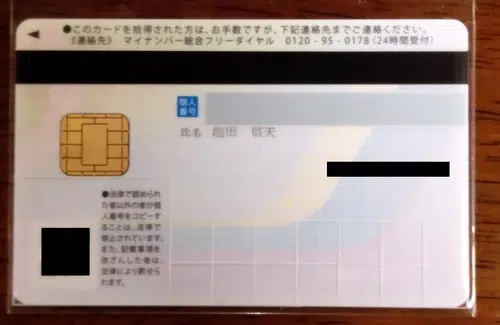 ●このカードを拾得された方は、お手数ですが、下記連絡先までご連絡ください。
《連絡先》 マイナンバー総合フリーダイヤル 0120-95-0178(24時間受付)
個人
番号
氏名
●法律で認められ
た者以外の者が個
人番号をコピーす
ることは、法律で
禁止されています。
また、記載事項を
改ざんした者は、
法律により罰せら
れます。